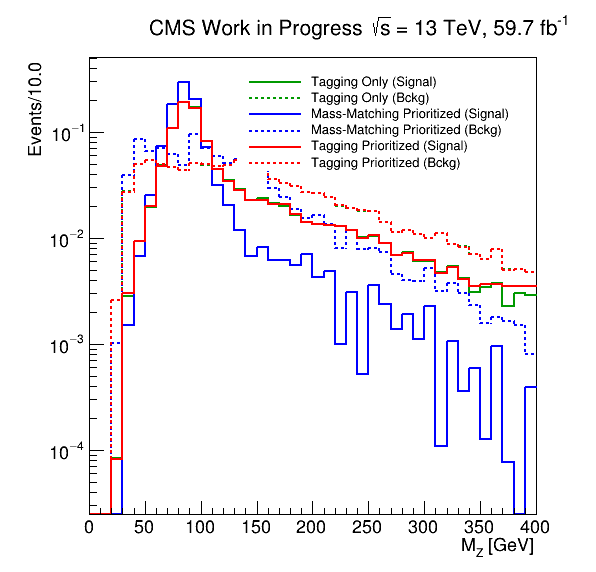 CMS Work in Progress √s = 13 TeV, 59.7 fb⁻¹
Events/10.0
Tagging Only (Signal)
Tagging Only (Bckg)
Mass-Matching Prioritized (Signal)
Mass-Matching Prioritized (Bckg)
Tagging Prioritized (Signal)
Tagging Prioritized (Bckg)
10⁻¹
10⁻²
10⁻³
10⁻⁴
0 50 100 150 200 250 300 350 400
M_Z [GeV]